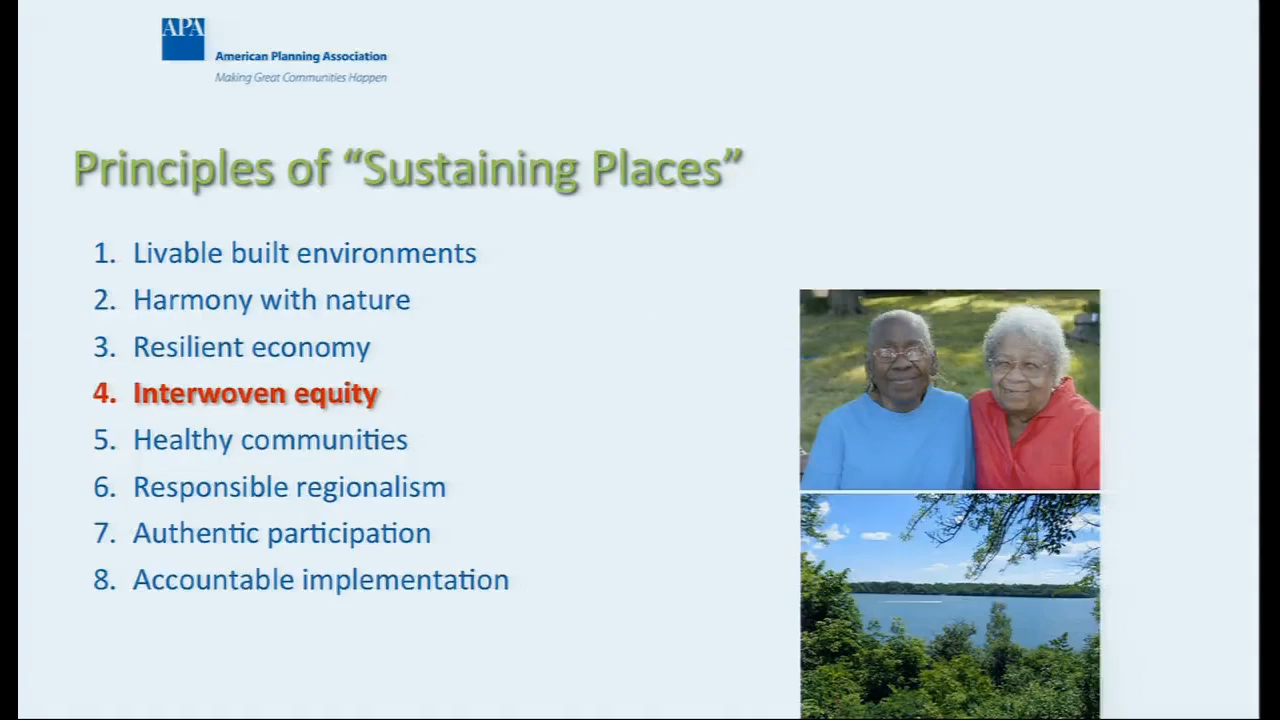 APA
American Planning Association
Making Great Communities Happen
Principles of “Sustaining Places”
1. Livable built environments
2. Harmony with nature
3. Resilient economy
4. Interwoven equity
5. Healthy communities
6. Responsible regionalism
7. Authentic participation
8. Accountable implementation